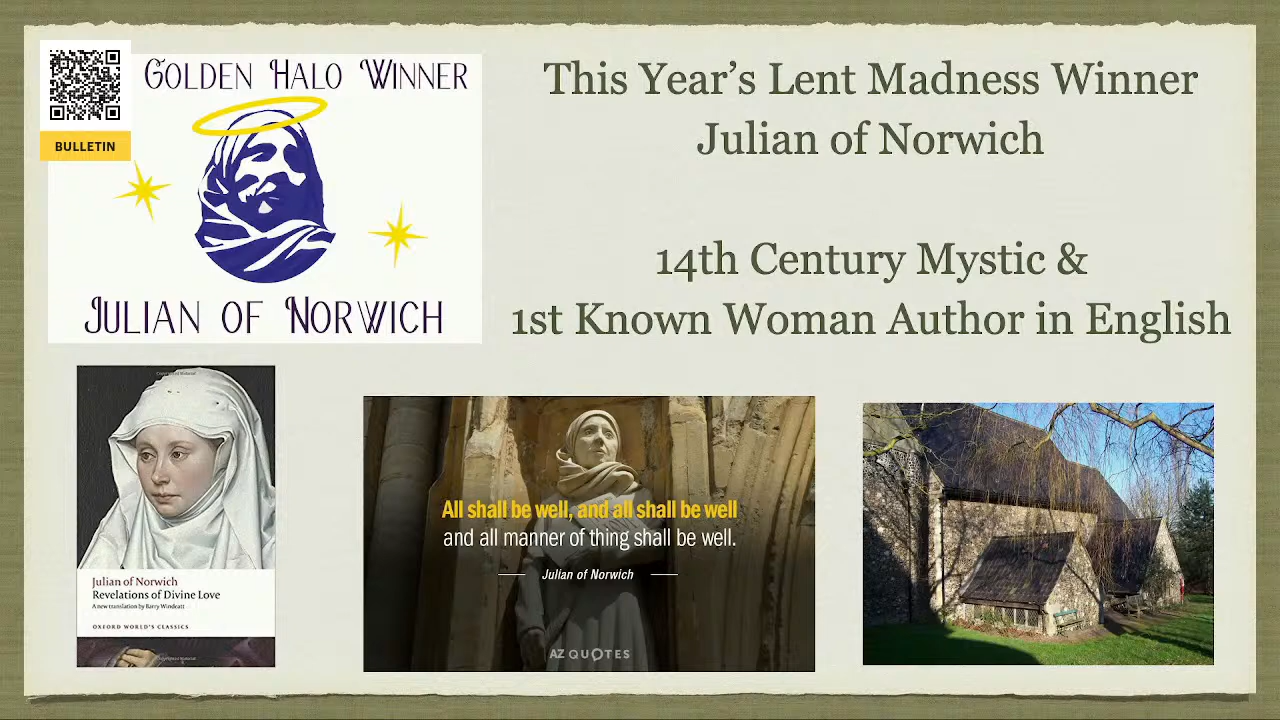 BULLETIN
GOLDEN HALO WINNER
JULIAN OF NORWICH
This Year’s Lent Madness Winner
Julian of Norwich
14th Century Mystic &
1st Known Woman Author in English
Julian of Norwich
Revelations of Divine Love
A new translation by Barry Windeatt
OXFORD WORLD'S CLASSICS
All shall be well, and all shall be well
and all manner of thing shall be well.
Julian of Norwich
AZ QUOTES